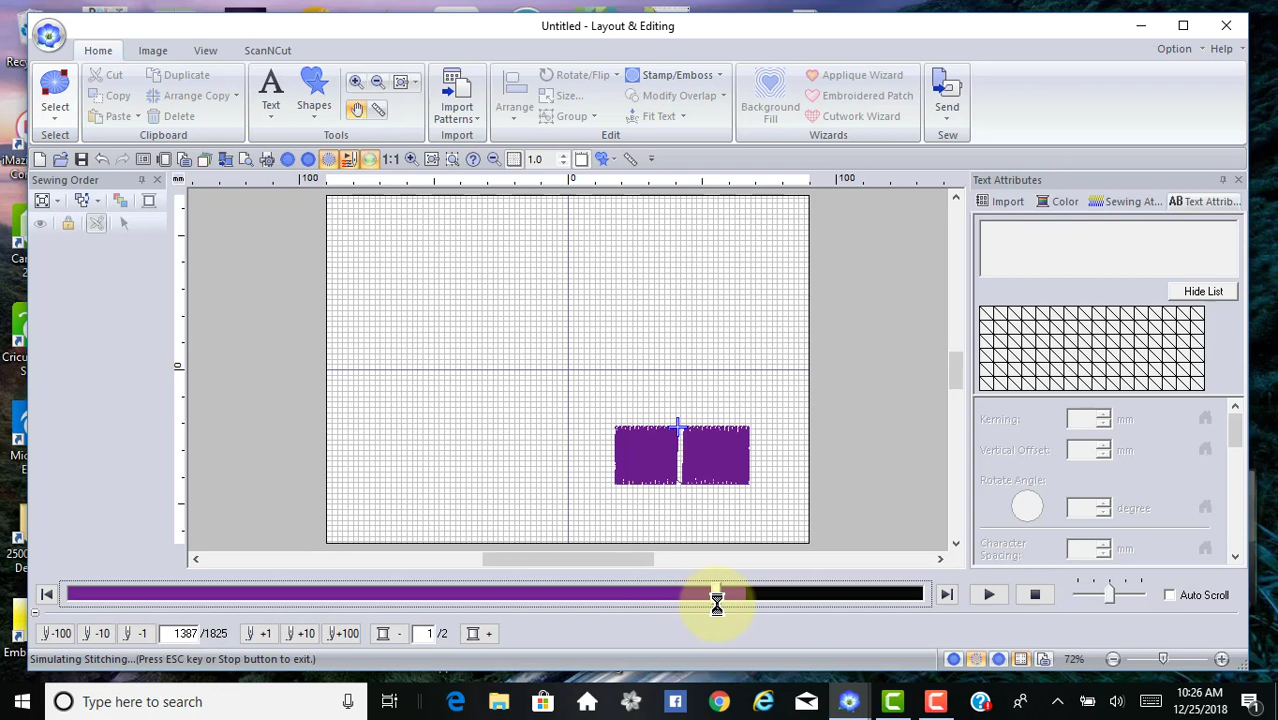 Untitled - Layout & Editing
Home Image View ScanNCut
Option Help
Select
Cut
Copy
Paste
Duplicate
Arrange Copy
Delete
Text
Shapes
Import
Patterns
Arrange
Rotate/Flip
Size...
Group
Stamp/Emboss
Modify Overlap
Fit Text
Background
Fill
Applique Wizard
Embroidered Patch
Cutwork Wizard
Send
Select Clipboard Tools Import Edit Wizards Sew
1:1 1.0
Sewing Order
mm 100 0 100
0
Text Attributes
Import Color Sewing At... AB Text Attrib...
Hide List
Kerning: mm
Vertical Offset: mm
Rotate Angle:
degree
Character
Spacing: mm
Auto Scroll
-100 -10 -1 1387 /1825 +1 +10 +100 - 1 /2 +
Simulating Stitching...(Press ESC key or Stop button to exit.)
72%
Type here to search
10:26 AM
12/25/2018
1